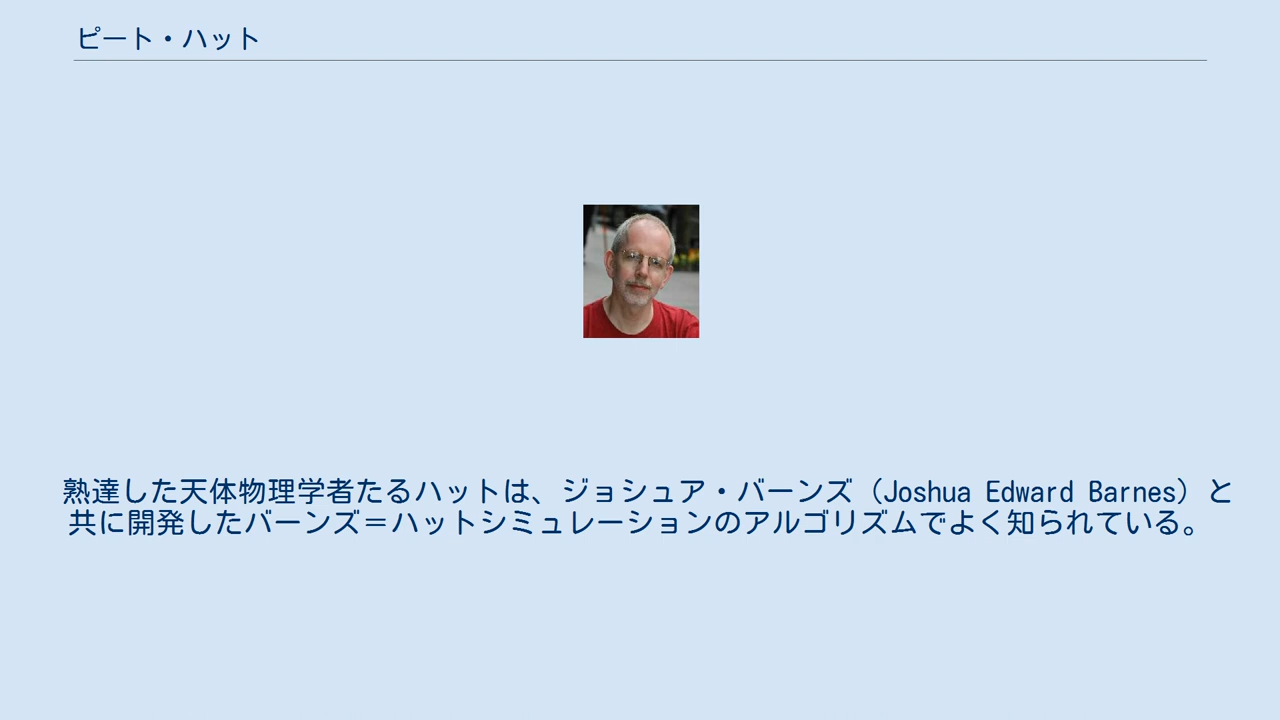 ピート・ハット
熟達した天体物理学者たるハットは、ジョシュア・バーンズ（Joshua Edward Barnes）と
共に開発したバーンズ＝ハットシミュレーションのアルゴリズムでよく知られている。